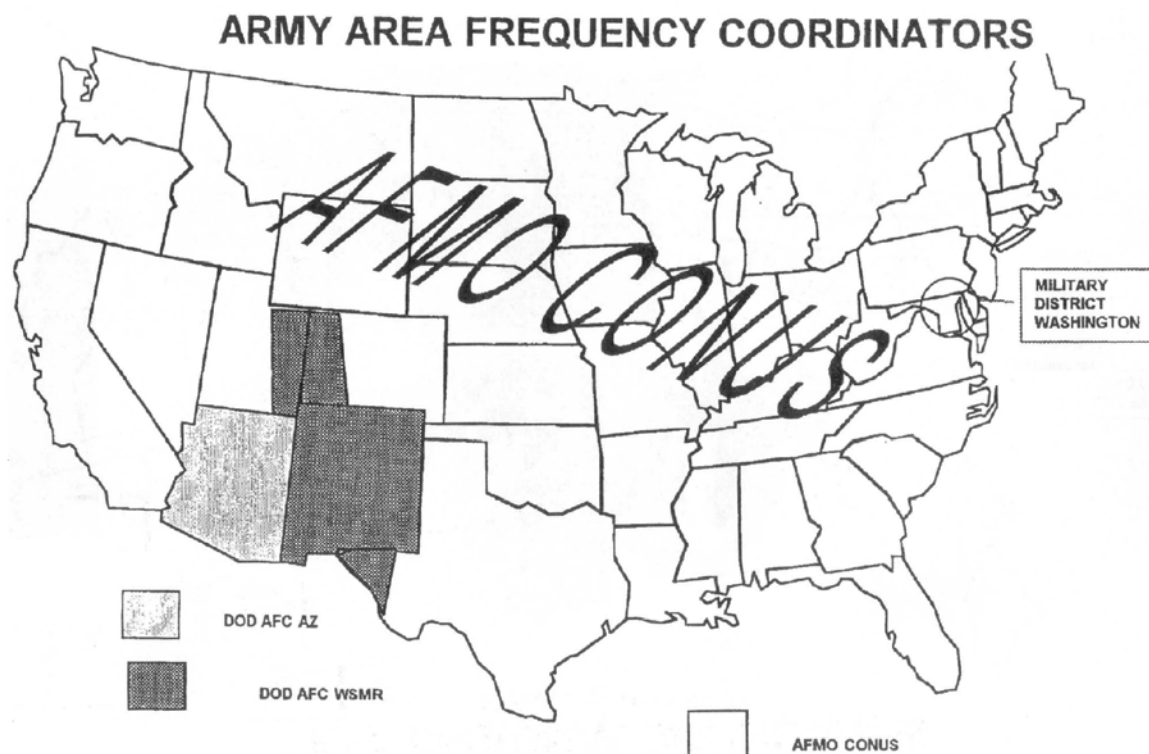 ARMY AREA FREQUENCY COORDINATORS
AFMO CONUS
MILITARY
DISTRICT
WASHINGTON
DOD AFC AZ
DOD AFC WSMR
AFMO CONUS